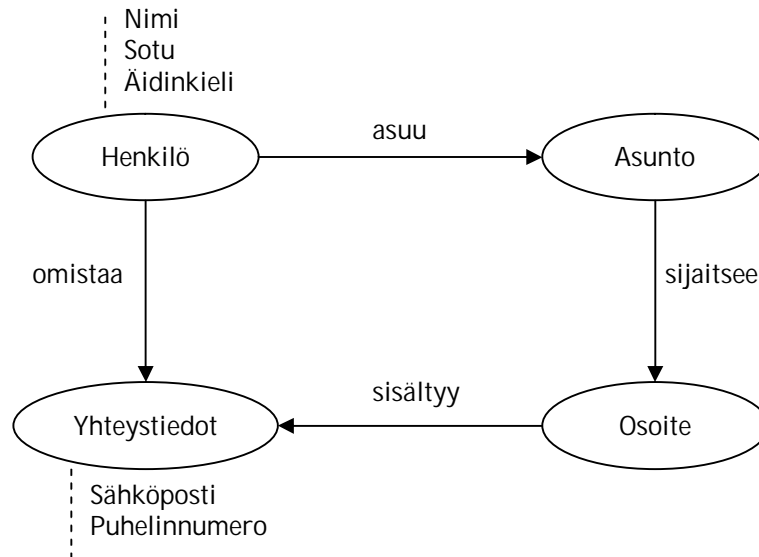 Nimi
Sotu
Äidinkieli
Henkilö
asuu
Asunto
omistaa
sijaitsee
sisältyy
Yhteystiedot
Osoite
Sähköposti
Puhelinnumero